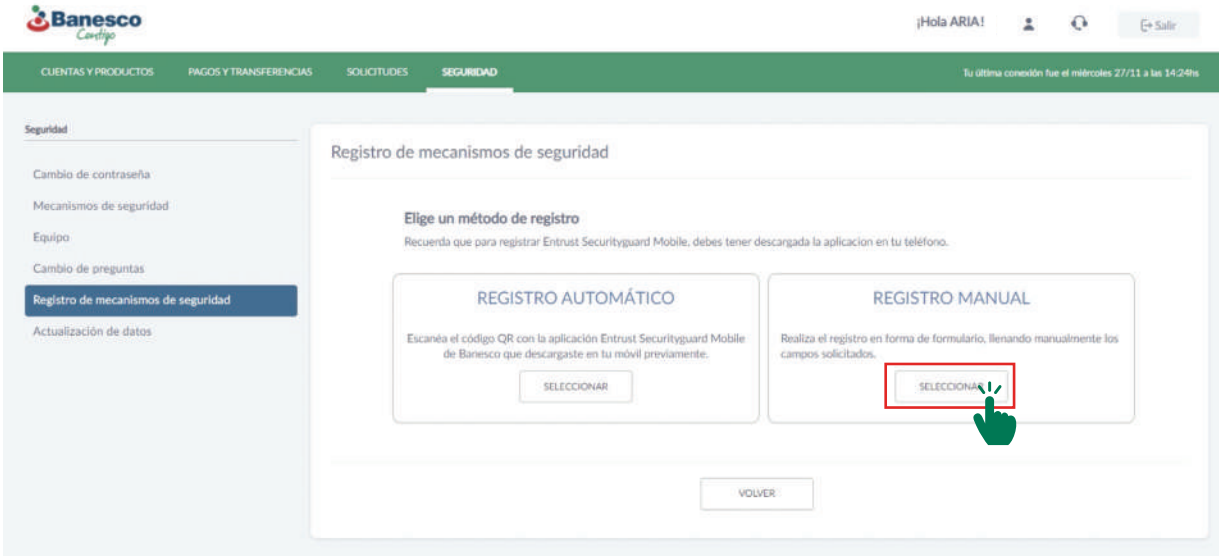 Banesco
Contigo
¡Hola ARIA!
Salir
CUENTAS Y PRODUCTOS
PAGOS Y TRANSFERENCIAS
SOLICITUDES
SEGURIDAD
Tu última conexión fue el miércoles 27/11 a las 14:24hs
Seguridad
Cambio de contraseña
Mecanismos de seguridad
Equipo
Cambio de preguntas
Registro de mecanismos de seguridad
Actualización de datos
Registro de mecanismos de seguridad
Elige un método de registro
Recuerda que para registrar Entrust Securityguard Mobile, debes tener descargada la aplicacion en tu teléfono.
REGISTRO AUTOMÁTICO
Escanéa el código QR con la aplicación Entrust Securityguard Mobile
de Banesco que descargaste en tu móvil previamente.
SELECCIONAR
REGISTRO MANUAL
Realiza el registro en forma de formulario, llenando manualmente los
campos solicitados.
SELECCIONAR
VOLVER